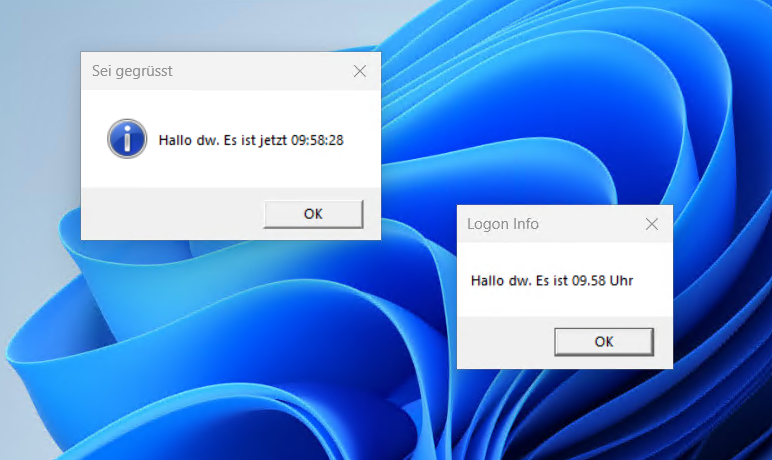 Sei gegrüsst
Hallo dw. Es ist jetzt 09:58:28
OK
Logon Info
Hallo dw. Es ist 09.58 Uhr
OK